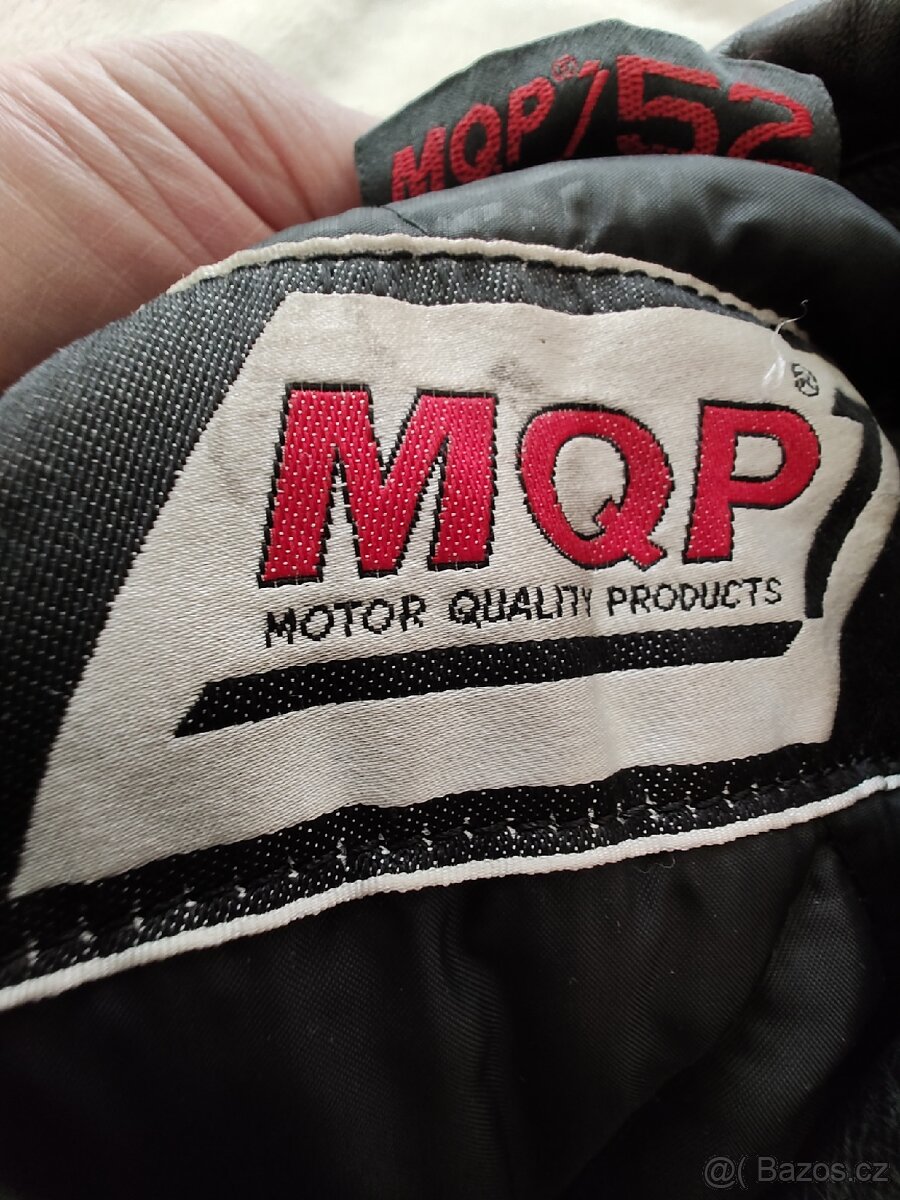 MQP®/52
MQP®
MOTOR QUALITY PRODUCTS
@( Bazos.cz